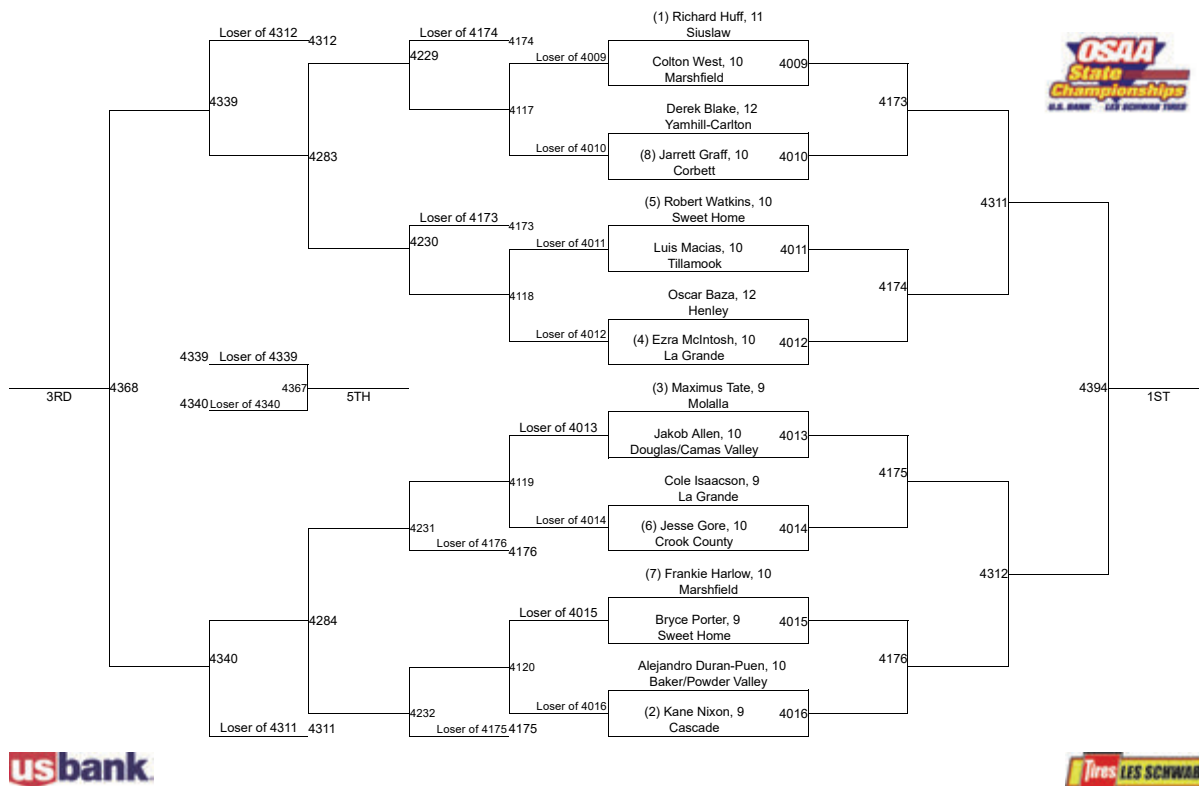 (1) Richard Huff, 11
Siuslaw
Loser of 4312
4312
Loser of 4174
4174
OSAA
State
Championships
U.S. BANK LES SCHWAB TIRES
4229
Loser of 4009
Colton West, 10
4009
Marshfield
4339
4117
Derek Blake, 12
4173
Yamhill-Carlton
4283
Loser of 4010
(8) Jarrett Graff, 10
4010
Corbett
(5) Robert Watkins, 10
4311
Sweet Home
Loser of 4173
4173
4230
Loser of 4011
Luis Macias, 10
4011
Tillamook
4118
Oscar Baza, 12
4174
Henley
Loser of 4012
(4) Ezra McIntosh, 10
4012
La Grande
4339
Loser of 4339
4368
4367
(3) Maximus Tate, 9
4394
3RD
5TH
Molalla
1ST
4340
Loser of 4340
Loser of 4013
Jakob Allen, 10
4013
Douglas/Camas Valley
4119
Cole Isaacson, 9
4175
La Grande
4231
Loser of 4014
(6) Jesse Gore, 10
4014
Crook County
Loser of 4176
4176
(7) Frankie Harlow, 10
4312
Marshfield
4284
Loser of 4015
Bryce Porter, 9
4015
Sweet Home
4340
4120
Alejandro Duran-Puen, 10
4176
Baker/Powder Valley
4232
Loser of 4016
(2) Kane Nixon, 9
4016
Cascade
Loser of 4311
4311
Loser of 4175
4175
usbank.
Tires LES SCHWAB